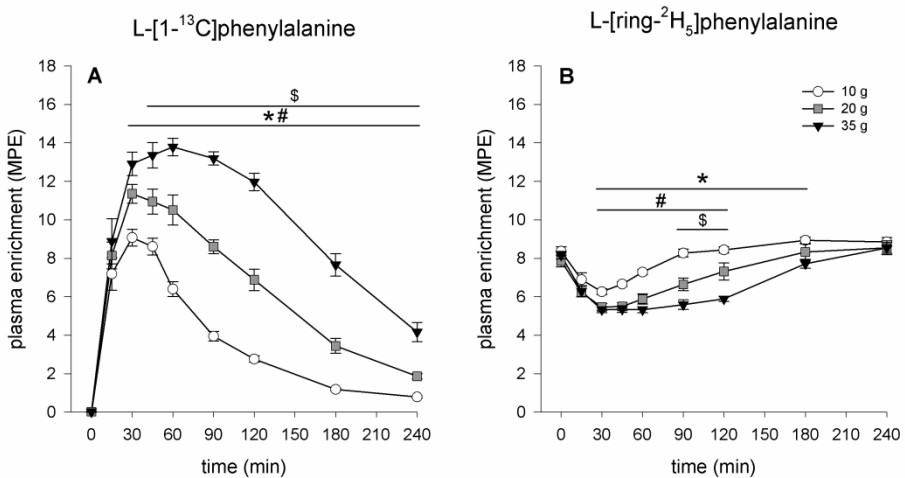 L-[1-¹³C]phenylalanine
A
$
*#
plasma enrichment (MPE)
18
16
14
12
10
8
6
4
2
0
0 30 60 90 120 150 180 210 240
time (min)
L-[ring-²H₅]phenylalanine
B
10 g
20 g
35 g
*
#
$
plasma enrichment (MPE)
18
16
14
12
10
8
6
4
2
0
0 30 60 90 120 150 180 210 240
time (min)